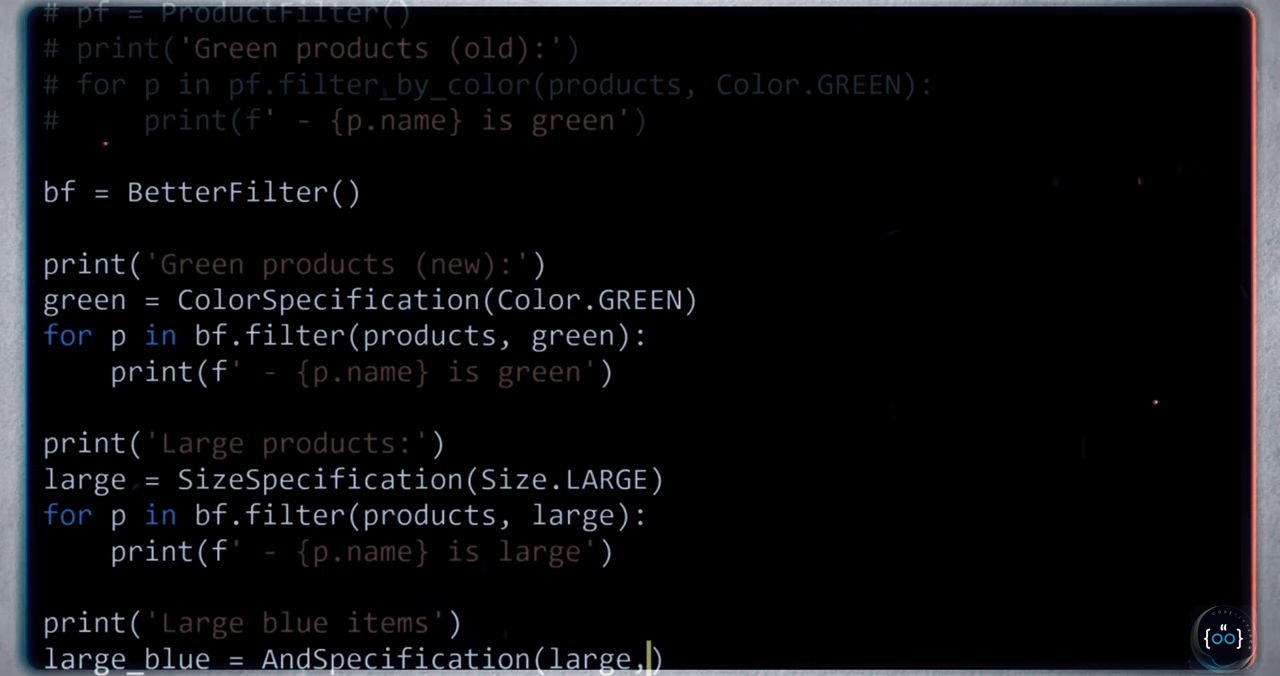 # pf = ProductFilter()
# print('Green products (old):')
# for p in pf.filter_by_color(products, Color.GREEN):
#     print(f' - {p.name} is green')

bf = BetterFilter()

print('Green products (new):')
green = ColorSpecification(Color.GREEN)
for p in bf.filter(products, green):
    print(f' - {p.name} is green')

print('Large products:')
large = SizeSpecification(Size.LARGE)
for p in bf.filter(products, large):
    print(f' - {p.name} is large')

print('Large blue items')
large_blue = AndSpecification(large,)